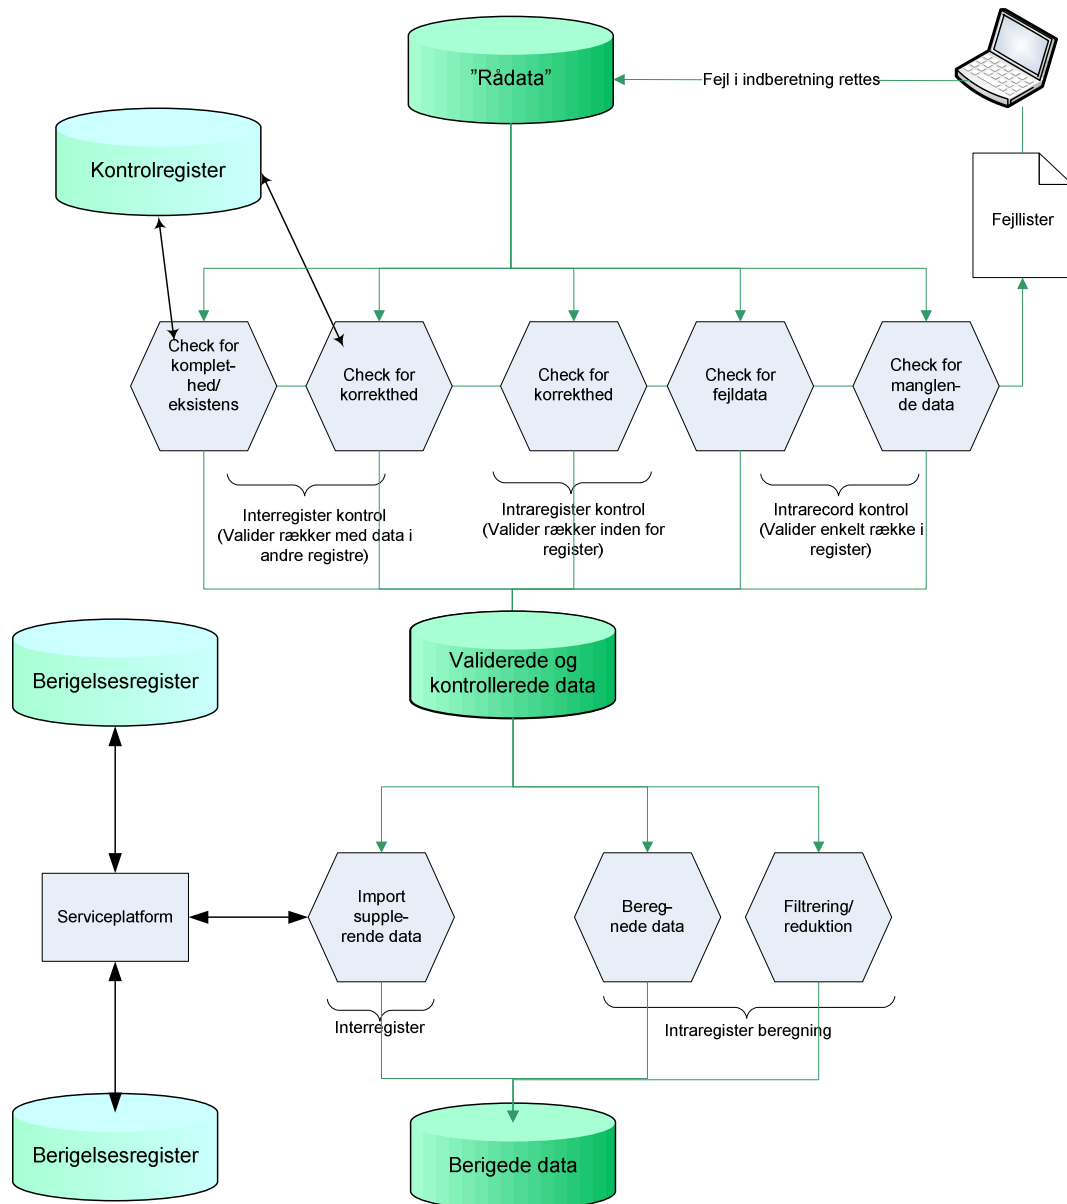 ”Rådata”
Fejl i indberetning rettes
Kontrolregister
Fejllister
Check for
komplet-
hed/
eksistens
Check for
korrekthed
Check for
korrekthed
Check for
fejldata
Check for
manglen-
de data
Interregister kontrol
(Valider rækker med data i
andre registre)
Intraregister kontrol
(Valider rækker inden for
register)
Intrarecord kontrol
(Valider enkelt række i
register)
Validerede og
kontrollerede data
Berigelsesregister
Serviceplatform
Import
supple-
rende data
Bereg-
nede data
Filtrering/
reduktion
Interregister
Intraregister beregning
Berigelsesregister
Berigede data